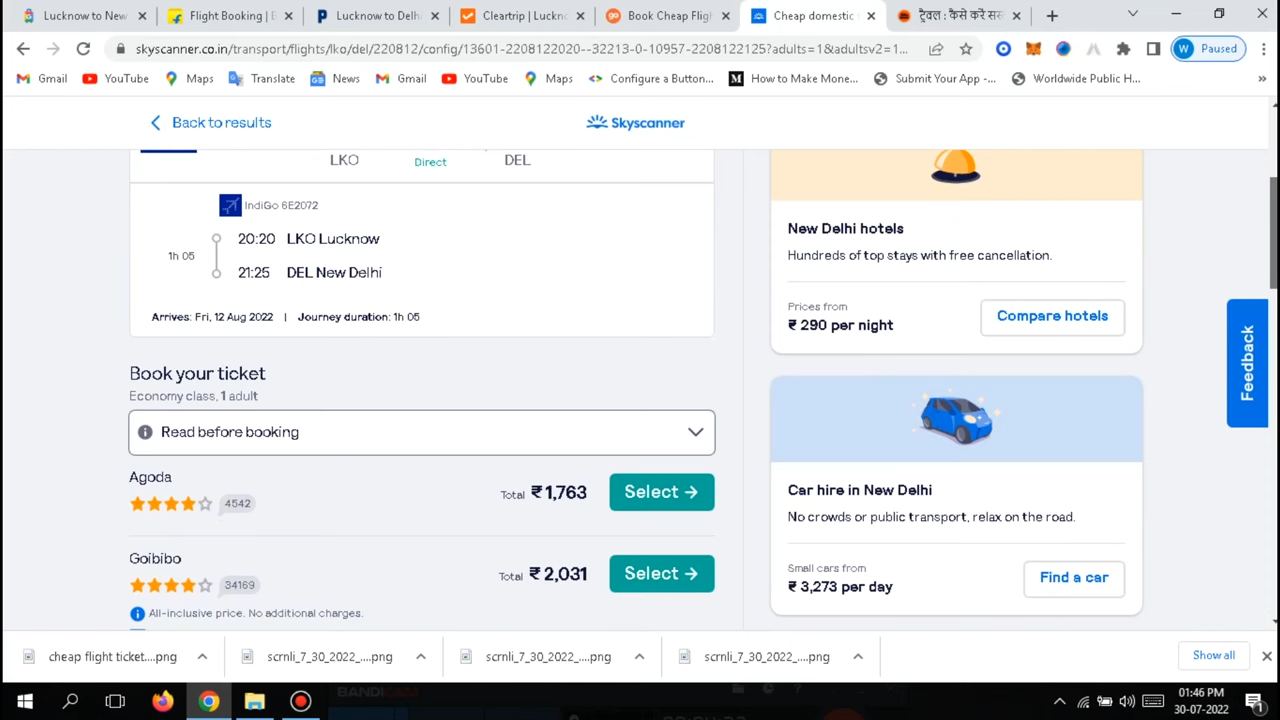 Lucknow to New
Flight Booking | B
Lucknow to Delh
Cleartrip | Luckno
Book Cheap Flight
Cheap domestic
ट्रैवल : कैसे करें सस्त
skyscanner.co.in/transport/flights/lko/del/220812/config/13601-2208122020--32213-0-10957-2208122125?adults=1&adultsv2=1...
W Paused
Gmail
YouTube
Maps
Translate
News
Gmail
YouTube
Maps
Configure a Button...
How to Make Mone...
Submit Your App -...
Worldwide Public H...
Back to results
Skyscanner
LKO Direct DEL
IndiGo 6E2072
20:20 LKO Lucknow
1h 05
21:25 DEL New Delhi
Arrives: Fri, 12 Aug 2022 | Journey duration: 1h 05
Book your ticket
Economy class, 1 adult
Read before booking
Agoda
4542
Total ₹ 1,763
Select →
Goibibo
34169
Total ₹ 2,031
Select →
All-inclusive price. No additional charges.
New Delhi hotels
Hundreds of top stays with free cancellation.
Prices from
₹ 290 per night
Compare hotels
Car hire in New Delhi
No crowds or public transport, relax on the road.
Small cars from
₹ 3,273 per day
Find a car
Feedback
cheap flight ticket....png
scrnli_7_30_2022_....png
scrnli_7_30_2022_....png
scrnli_7_30_2022_....png
Show all
BANDICAM
01:46 PM
30-07-2022
1